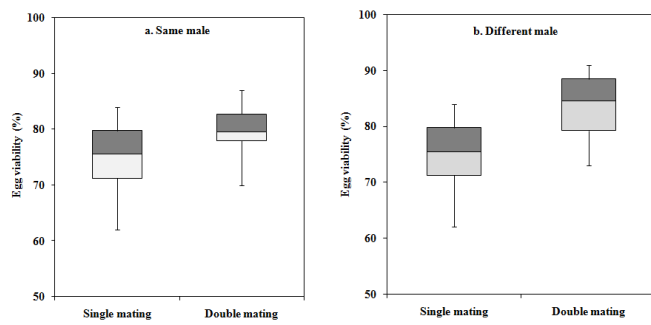 a. Same male
Egg viability (%)
100
90
80
70
60
50
Single mating
Double mating
b. Different male
Egg viability (%)
100
90
80
70
60
50
Single mating
Double mating